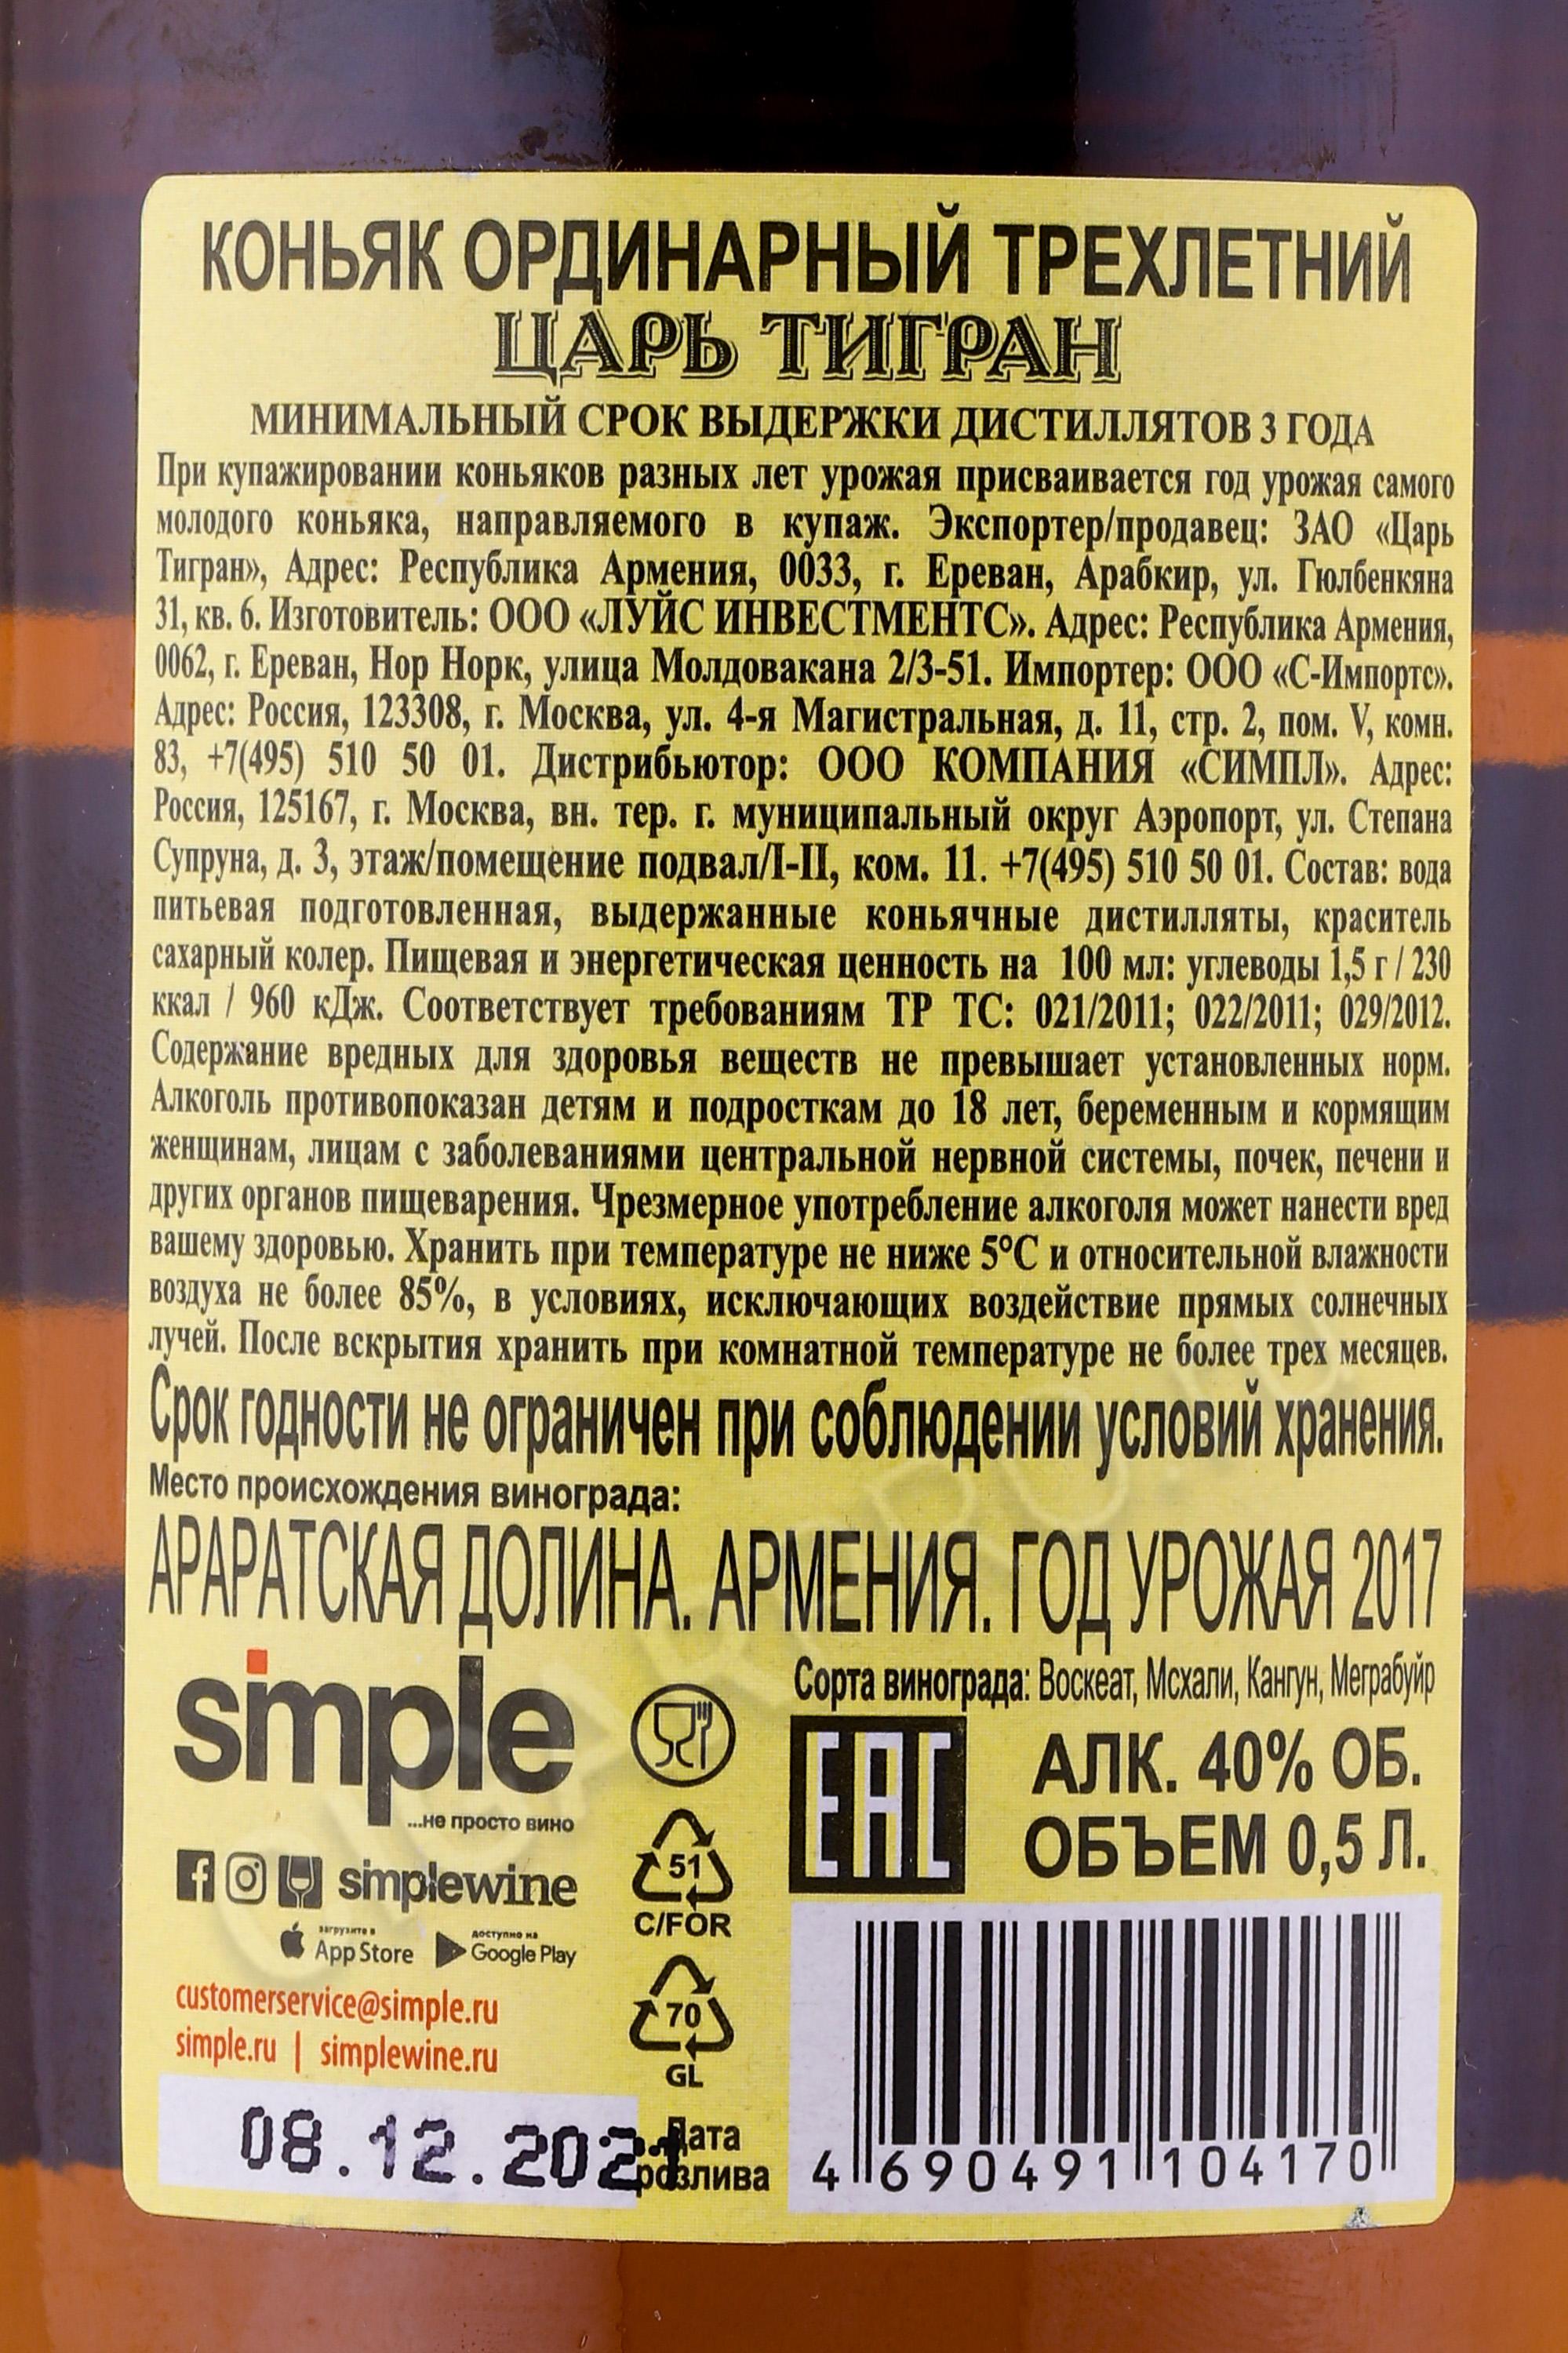 КОНЬЯК ОРДИНАРНЫЙ ТРЕХЛЕТНИЙ
ЦАРЬ ТИГРАН
МИНИМАЛЬНЫЙ СРОК ВЫДЕРЖКИ ДИСТИЛЛЯТОВ 3 ГОДА
При купажировании коньяков разных лет урожая присваивается год урожая самого
молодого коньяка, направляемого в купаж. Экспортер/продавец: ЗАО «Царь
Тигран», Адрес: Республика Армения, 0033, г. Ереван, Арабкир, ул. Гюлбенкяна
31, кв. 6. Изготовитель: ООО «ЛУЙС ИНВЕСТМЕНТС». Адрес: Республика Армения,
0062, г. Ереван, Нор Норк, улица Молдовакана 2/3-51. Импортер: ООО «С-Импортс».
Адрес: Россия, 123308, г. Москва, ул. 4-я Магистральная, д. 11, стр. 2, пом. V, комн.
83, +7(495) 510 50 01. Дистрибьютор: ООО КОМПАНИЯ «СИМПЛ». Адрес:
Россия, 125167, г. Москва, вн. тер. г. муниципальный округ Аэропорт, ул. Степана
Супруна, д. 3, этаж/помещение подвал/I-II, ком. 11. +7(495) 510 50 01. Состав: вода
питьевая подготовленная, выдержанные коньячные дистилляты, краситель
сахарный колер. Пищевая и энергетическая ценность на 100 мл: углеводы 1,5 г / 230
ккал / 960 кДж. Соответствует требованиям ТР ТС: 021/2011; 022/2011; 029/2012.
Содержание вредных для здоровья веществ не превышает установленных норм.
Алкоголь противопоказан детям и подросткам до 18 лет, беременным и кормящим
женщинам, лицам с заболеваниями центральной нервной системы, почек, печени и
других органов пищеварения. Чрезмерное употребление алкоголя может нанести вред
вашему здоровью. Хранить при температуре не ниже 5°С и относительной влажности
воздуха не более 85%, в условиях, исключающих воздействие прямых солнечных
лучей. После вскрытия хранить при комнатной температуре не более трех месяцев.
Срок годности не ограничен при соблюдении условий хранения.
Место происхождения винограда:
АРАРАТСКАЯ ДОЛИНА. АРМЕНИЯ. ГОД УРОЖАЯ 2017
Сорта винограда: Воскеат, Мсхали, Кангун, Меграбуйр
simple
...не просто вино
simplewine
загрузите в
App Store
доступно на
Google Play
customerservice@simple.ru
simple.ru | simplewine.ru
51
C/FOR
70
GL
ЕАС
АЛК. 40% ОБ.
ОБЪЕМ 0,5 Л.
08.12.2021
Дата
розлива
4 690491 104170